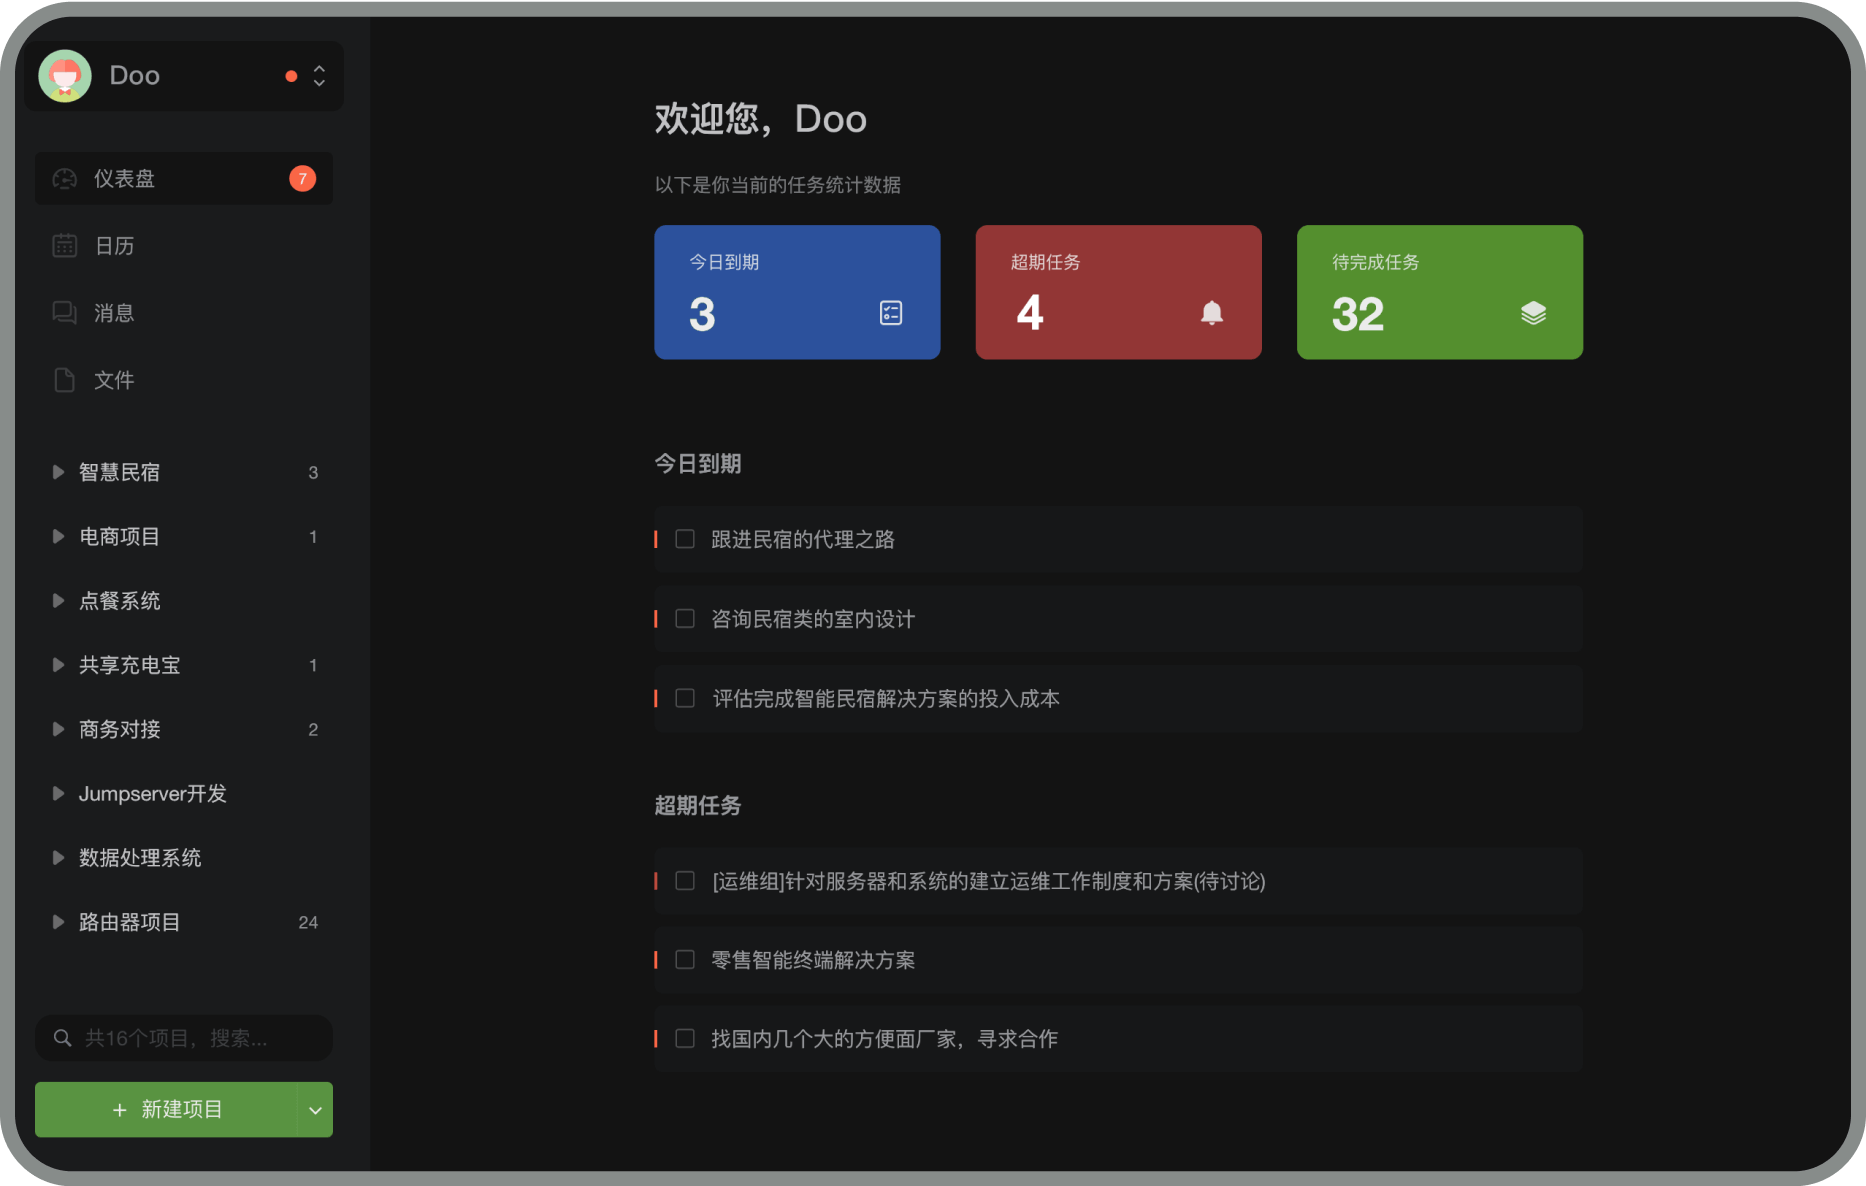 Doo
仪表盘 7
日历
消息
文件
智慧民宿 3
电商项目 1
点餐系统
共享充电宝 1
商务对接 2
Jumpserver开发
数据处理系统
路由器项目 24
共16个项目，搜索...
+ 新建项目
欢迎您，Doo
以下是你当前的任务统计数据
今日到期
3
超期任务
4
待完成任务
32
今日到期
跟进民宿的代理之路
咨询民宿类的室内设计
评估完成智能民宿解决方案的投入成本
超期任务
[运维组]针对服务器和系统的建立运维工作制度和方案(待讨论)
零售智能终端解决方案
找国内几个大的方便面厂家，寻求合作